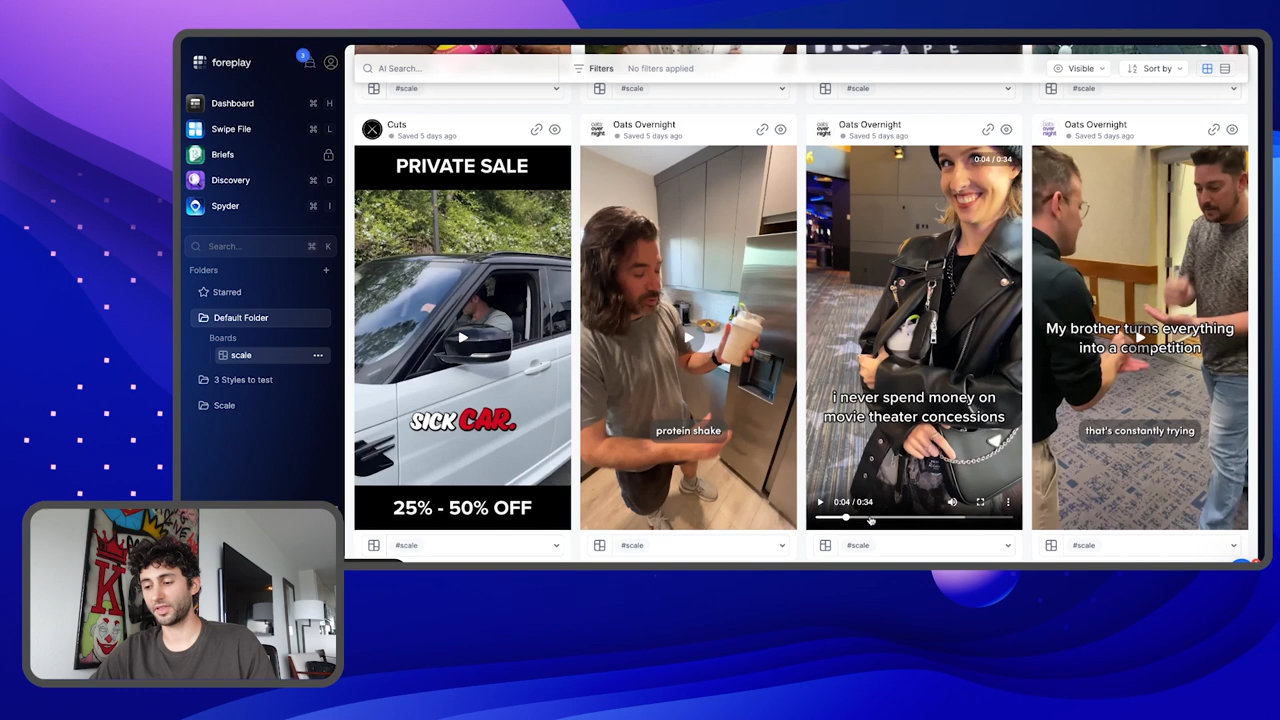 foreplay
3
Dashboard ⌘ H
Swipe File ⌘ L
Briefs
Discovery ⌘ D
Spyder ⌘ I
Search... ⌘ K
Folders +
Starred
Default Folder
Boards
scale
3 Styles to test
Scale
AI Search...
Filters
No filters applied
Visible
Sort by
#scale
#scale
#scale
#scale
Cuts
Saved 5 days ago
PRIVATE SALE
SICK CAR.
25% - 50% OFF
#scale
Oats Overnight
Saved 5 days ago
protein shake
#scale
Oats Overnight
Saved 5 days ago
0:04 / 0:34
i never spend money on
movie theater concessions
0:04 / 0:34
#scale
Oats Overnight
Saved 5 days ago
My brother turns everything
into a competition
that's constantly trying
#scale